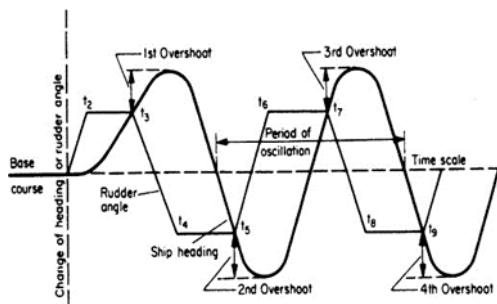 1st Overshoot
3rd Overshoot
t2
t3
t6
t7
Period of
oscillation
Base
course
Time scale
Rudder
angle
t4
t5
t8
t9
Ship heading
2nd Overshoot
4th Overshoot
Change of heading
or rudder angle